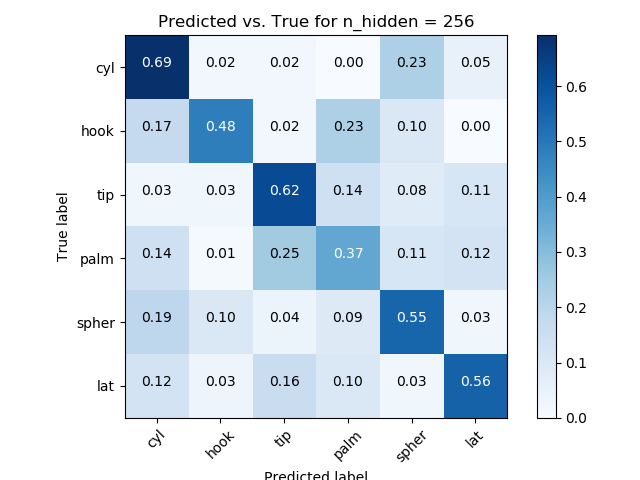 Predicted vs. True for n_hidden = 256
cyl 0.69 0.02 0.02 0.00 0.23 0.05
hook 0.17 0.48 0.02 0.23 0.10 0.00
tip 0.03 0.03 0.62 0.14 0.08 0.11
palm 0.14 0.01 0.25 0.37 0.11 0.12
spher 0.19 0.10 0.04 0.09 0.55 0.03
lat 0.12 0.03 0.16 0.10 0.03 0.56
True label
cyl hook tip palm spher lat
Predicted label
0.6
0.5
0.4
0.3
0.2
0.1
0.0